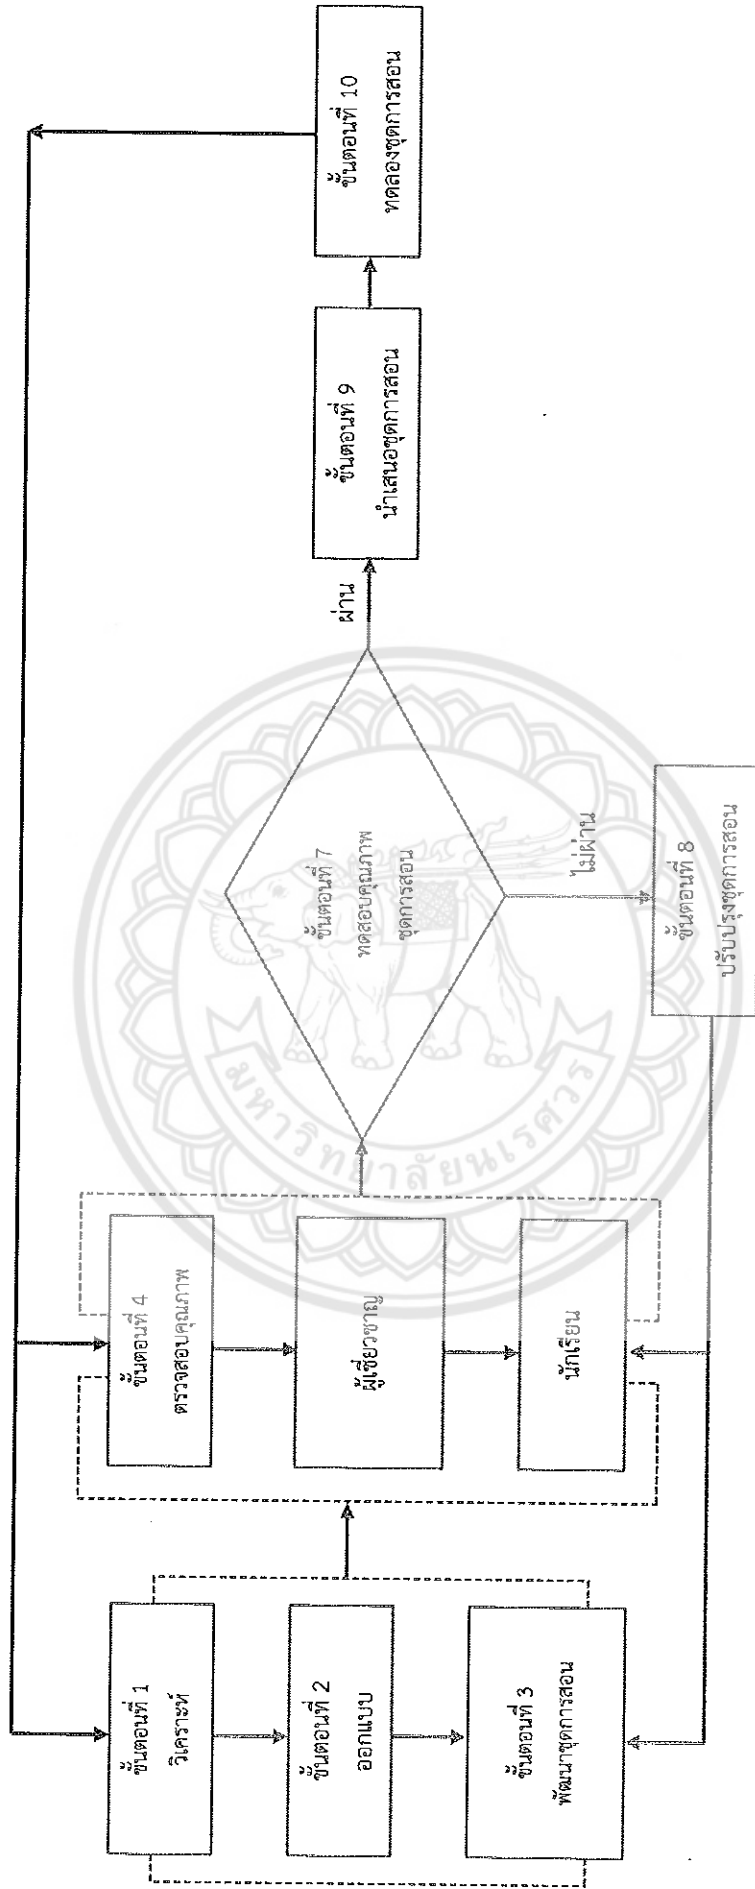 ขั้นตอนที่ 1
วิเคราะห์
ขั้นตอนที่ 2
ออกแบบ
ขั้นตอนที่ 3
พัฒนาชุดการสอน
ขั้นตอนที่ 4
ตรวจสอบคุณภาพ
ผู้เชี่ยวชาญ
นักเรียน
ขั้นตอนที่ 7
ทดสอบคุณภาพ
ชุดการสอน
ผ่าน
ไม่ผ่าน
ขั้นตอนที่ 8
ปรับปรุงชุดการสอน
ขั้นตอนที่ 9
นำเสนอชุดการสอน
ขั้นตอนที่ 10
ทดลองชุดการสอน
มหาวิทยาลัยนเรศวร